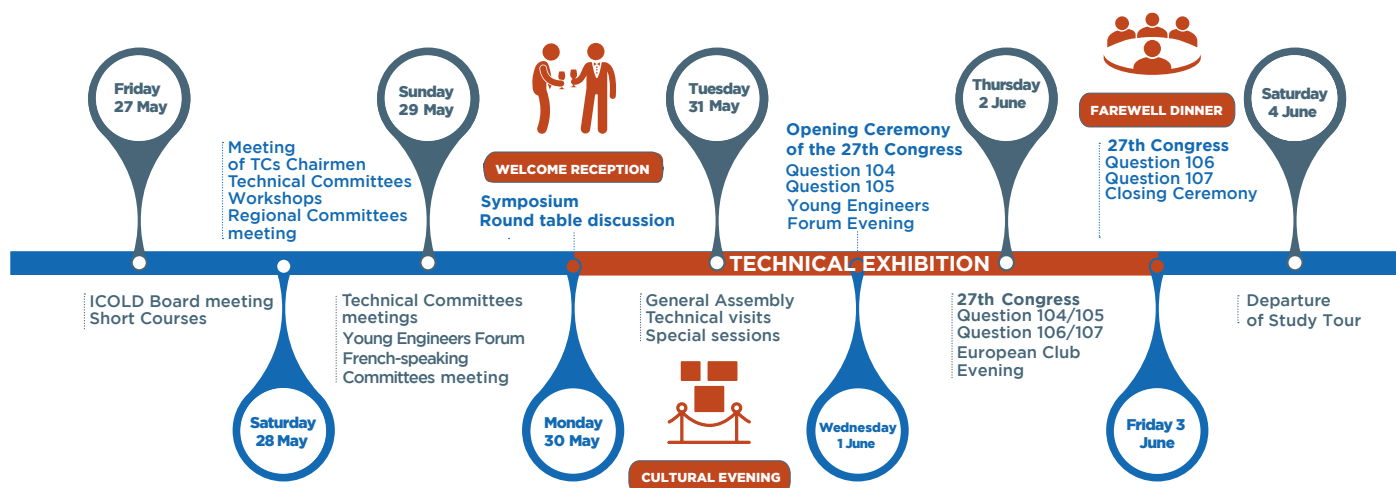 Friday
27 May
Sunday
29 May
Tuesday
31 May
Thursday
2 June
Saturday
4 June
FAREWELL DINNER
WELCOME RECEPTION
Meeting
of TCs Chairmen
Technical Committees
Workshops
Regional Committees
meeting
Symposium
Round table discussion
Opening Ceremony
of the 27th Congress
Question 104
Question 105
Young Engineers
Forum Evening
27th Congress
Question 106
Question 107
Closing Ceremony
TECHNICAL EXHIBITION
ICOLD Board meeting
Short Courses
Technical Committees
meetings
Young Engineers Forum
French-speaking
Committees meeting
General Assembly
Technical visits
Special sessions
27th Congress
Question 104/105
Question 106/107
European Club
Evening
Departure
of Study Tour
Saturday
28 May
Monday
30 May
Wednesday
1 June
Friday 3
June
CULTURAL EVENING